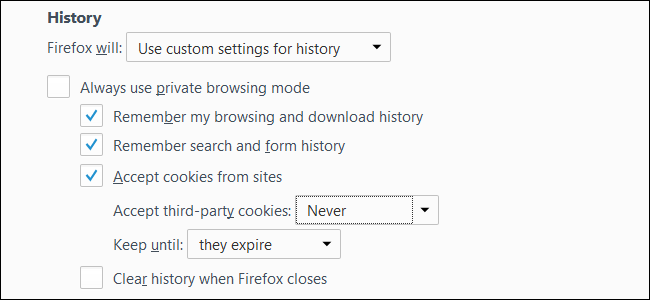 History
Firefox will: Use custom settings for history
Always use private browsing mode
Remember my browsing and download history
Remember search and form history
Accept cookies from sites
Accept third-party cookies: Never
Keep until: they expire
Clear history when Firefox closes